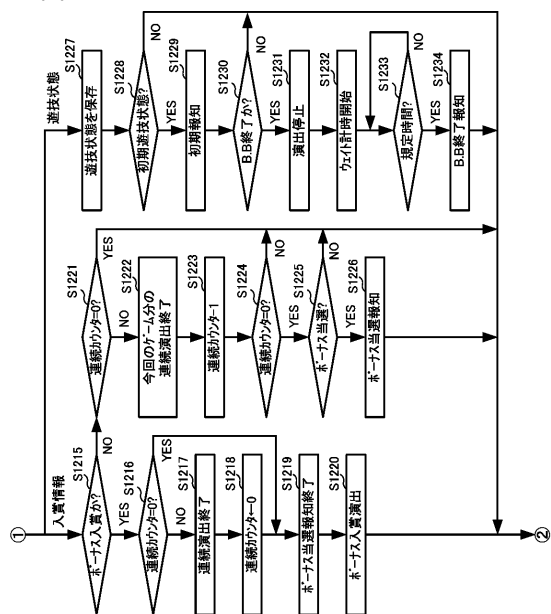 ①
入賞情報
遊技状態
S1215
ボーナス入賞か?
NO
YES
S1216
連続カウンタ=0?
YES
NO
S1217
連続演出終了
S1218
連続カウンタ←0
S1219
ボーナス当選報知終了
S1220
ボーナス入賞演出
S1221
連続カウンタ=0?
YES
NO
S1222
今回のゲーム分の
連続演出終了
S1223
連続カウンタ-1
S1224
連続カウンタ=0?
NO
YES
S1225
ボーナス当選?
NO
YES
S1226
ボーナス当選報知
S1227
遊技状態を保存
S1228
初期遊技状態?
NO
YES
S1229
初期報知
S1230
B.B終了か?
NO
YES
S1231
演出停止
S1232
ウェイト計時開始
S1233
規定時間?
NO
YES
S1234
B.B終了報知
②